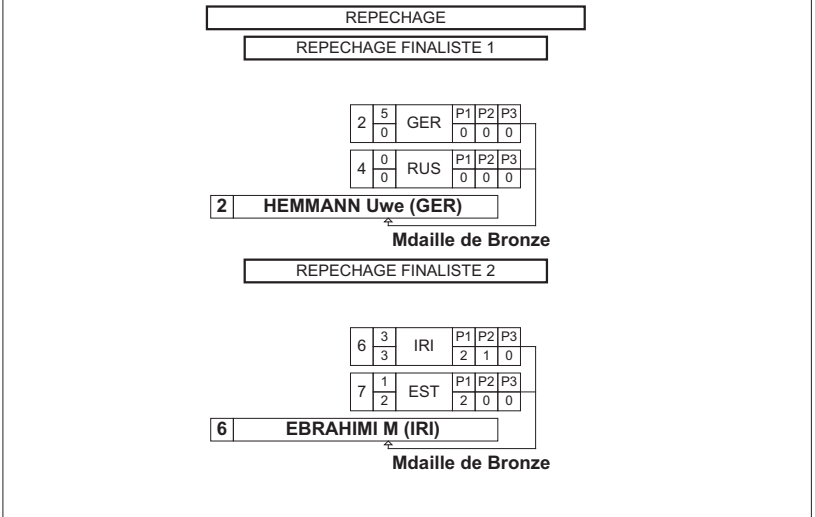 REPECHAGE
REPECHAGE FINALISTE 1
2 5 GER P1 P2 P3
0 0 0 0
4 0 RUS P1 P2 P3
0 0 0 0
2 HEMMANN Uwe (GER)
Mdaille de Bronze
REPECHAGE FINALISTE 2
6 3 IRI P1 P2 P3
3 2 1 0
7 1 EST P1 P2 P3
2 2 0 0
6 EBRAHIMI M (IRI)
Mdaille de Bronze